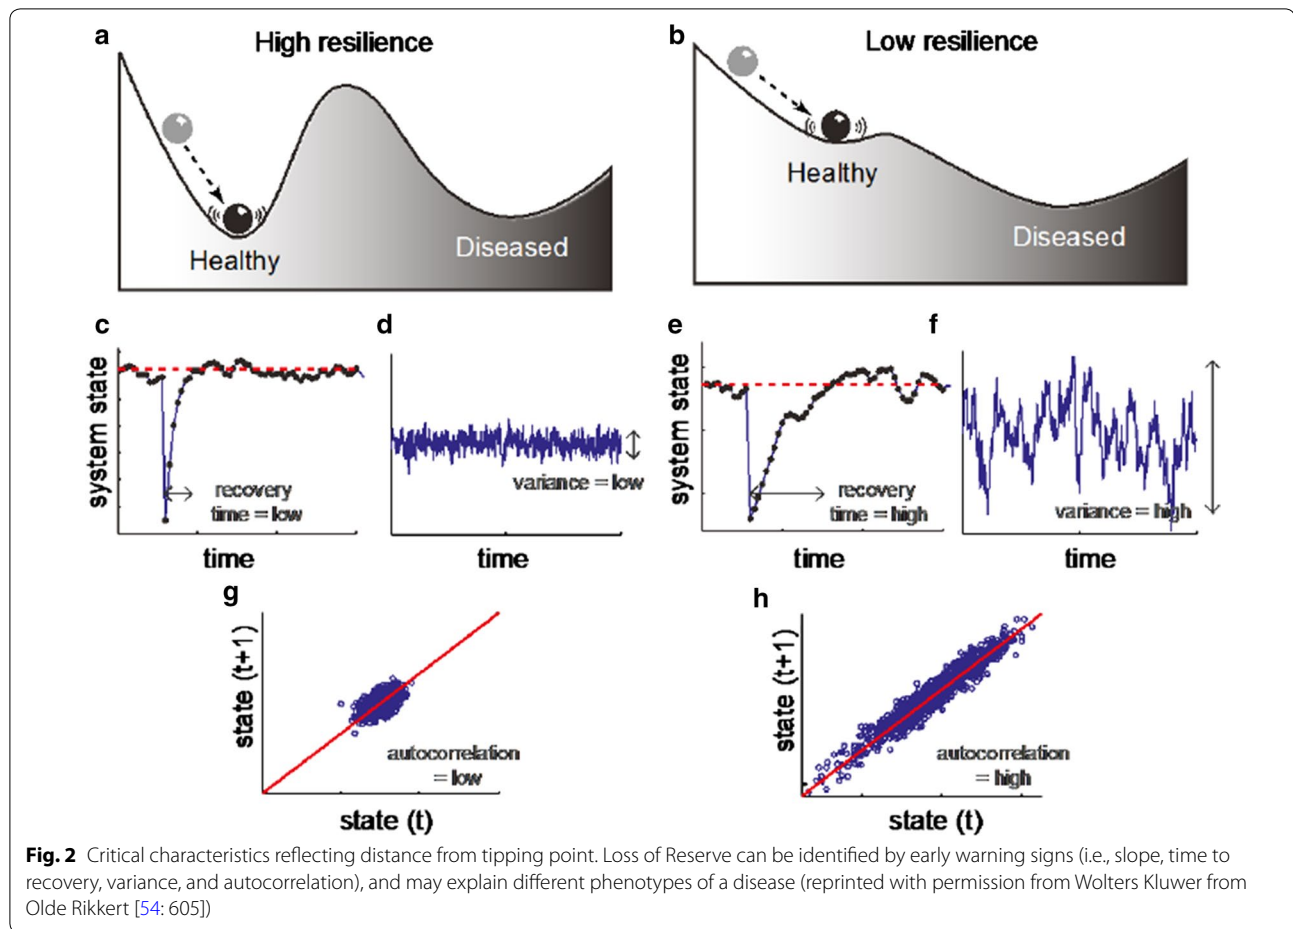 a
High resilience
Healthy
Diseased
b
Low resilience
Healthy
Diseased
c
system state
recovery
time = low
time
d
variance = low
time
e
system state
recovery
time = high
time
f
variance = high
time
g
state (t+1)
autocorrelation
= low
state (t)
h
state (t+1)
autocorrelation
= high
state (t)
Fig. 2 Critical characteristics reflecting distance from tipping point. Loss of Reserve can be identified by early warning signs (i.e., slope, time to
recovery, variance, and autocorrelation), and may explain different phenotypes of a disease (reprinted with permission from Wolters Kluwer from
Olde Rikkert [54: 605])